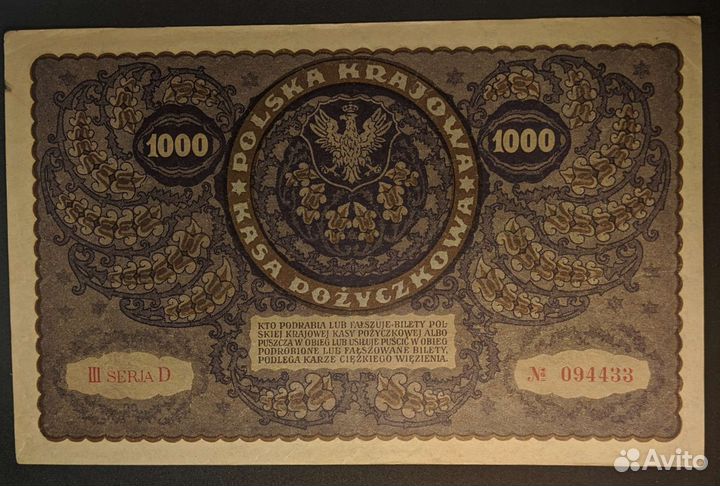 POLSKA KRAJOWA
1000
1000
KASA POŻYCZKOWA
KTO PODRABIA LUB FAŁSZUJE BILETY POL-
SKIEJ KRAJOWEJ KASY POŻYCZKOWEJ ALBO
PUSZCZA W OBIEG LUB USIŁUJE PUŚCIĆ W OBIEG
PODROBIONE LUB FAŁSZOWANE BILETY,
PODLEGA KARZE CIĘŻKIEGO WIĘZIENIA.
III SERJA D
№ 094433
Avito